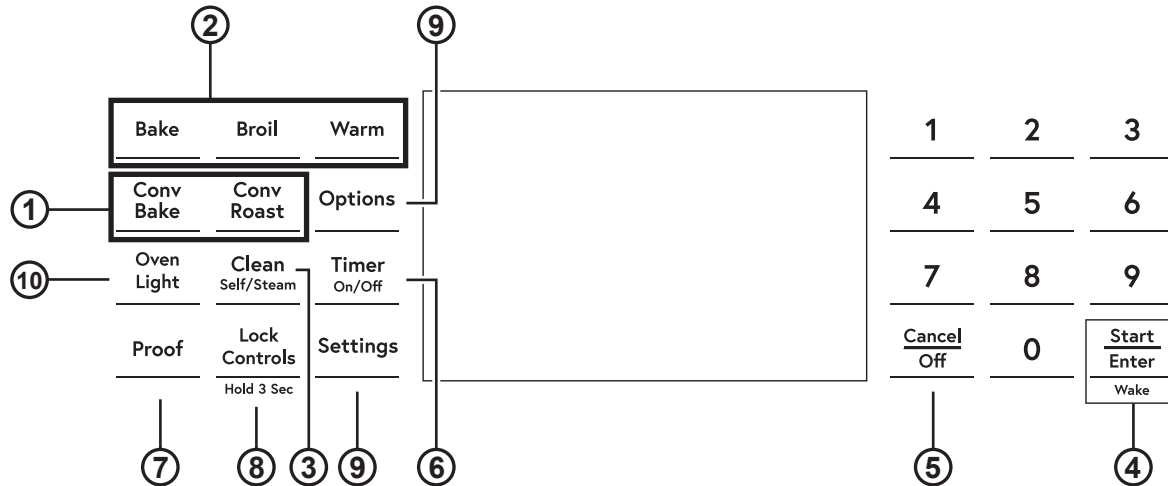 2 9
Bake Broil Warm 1 2 3
1
Conv
Bake
Conv
Roast
Options 4 5 6
10
Oven
Light
Clean
Self/Steam
Timer
On/Off
7 8 9
Proof
Lock
Controls
Hold 3 Sec
Settings
Cancel
Off
0
Start
Enter
Wake
7 8 3 9 6 5 4